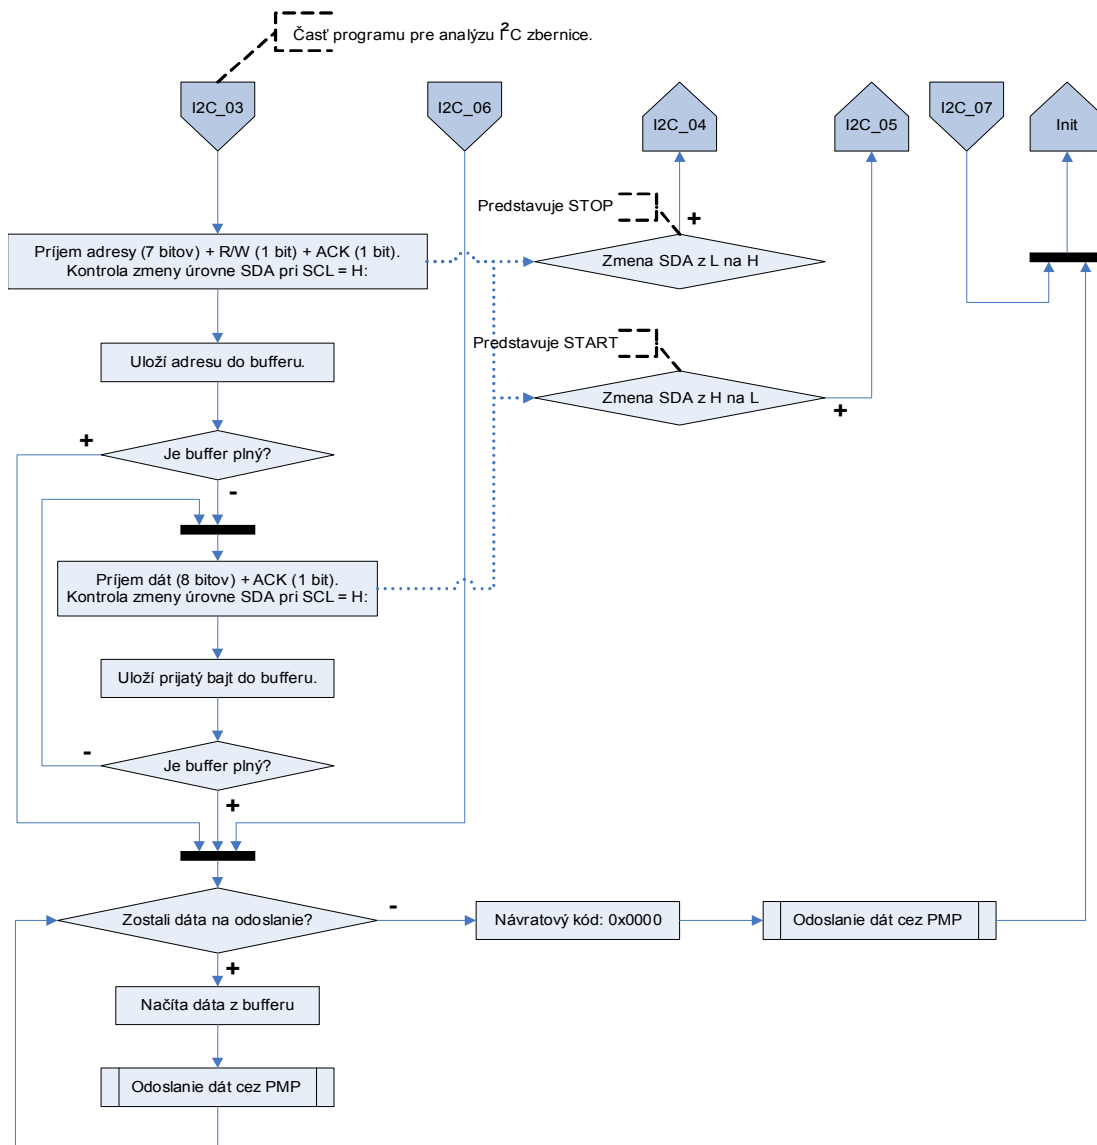 Časť programu pre analýzu I²C zbernice.
I2C_03
I2C_06
I2C_04
I2C_05
I2C_07
Init
Predstavuje STOP
+
Príjem adresy (7 bitov) + R/W (1 bit) + ACK (1 bit).
Kontrola zmeny úrovne SDA pri SCL = H:
Zmena SDA z L na H
Predstavuje START
Uloží adresu do bufferu.
Zmena SDA z H na L
+
+
Je buffer plný?
-
Príjem dát (8 bitov) + ACK (1 bit).
Kontrola zmeny úrovne SDA pri SCL = H:
Uloží prijatý bajt do bufferu.
-
Je buffer plný?
+
Zostali dáta na odoslanie?
-
Návratový kód: 0x0000
Odoslanie dát cez PMP
+
Načíta dáta z bufferu
Odoslanie dát cez PMP